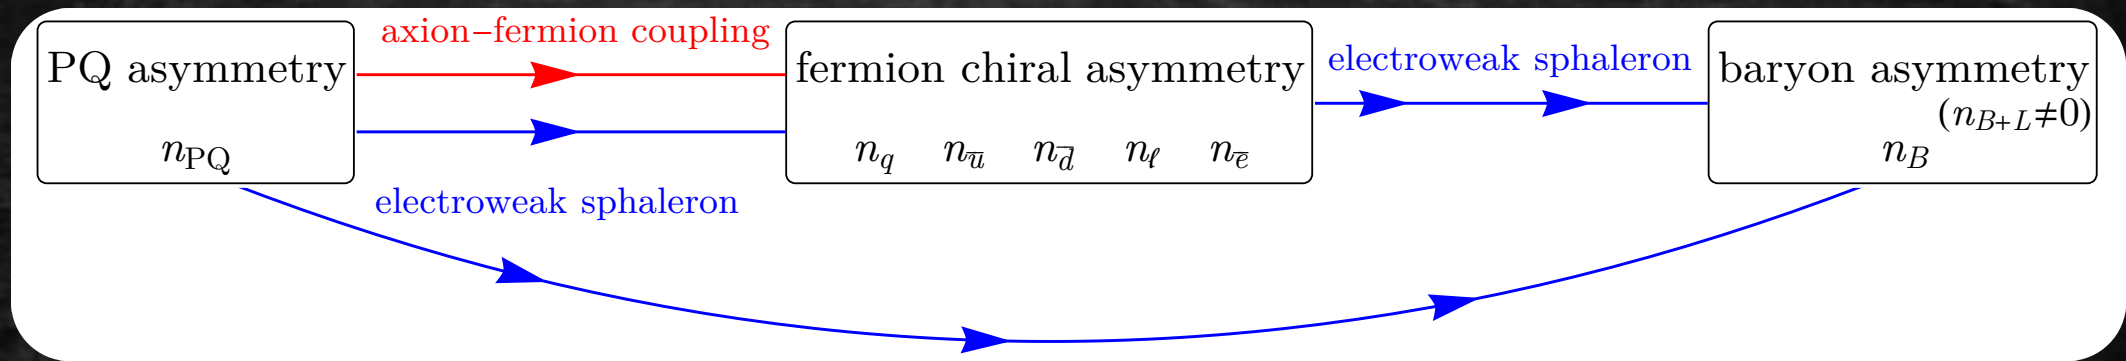 axion–fermion coupling
PQ asymmetry
n_PQ
electroweak sphaleron
fermion chiral asymmetry
n_q n_ū n_d̄ n_ℓ n_ē
electroweak sphaleron
baryon asymmetry
(n_B+L≠0)
n_B